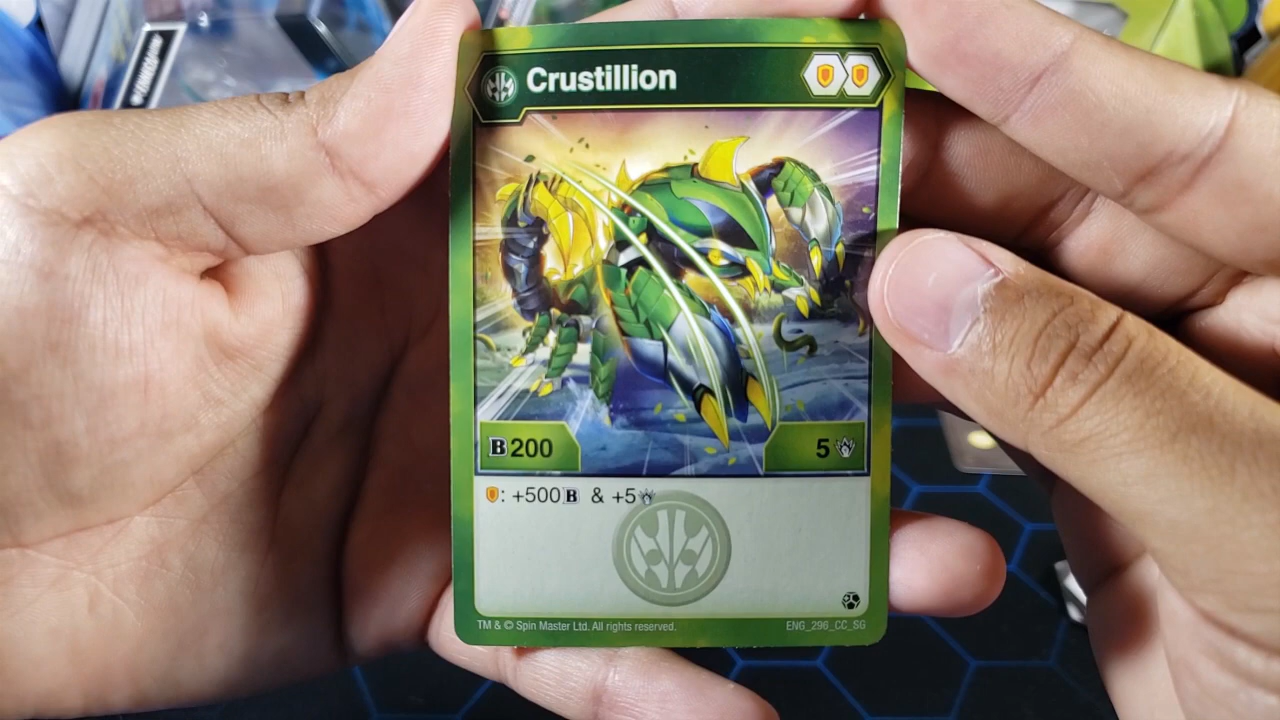 Crustillion
B 200
5
: +500 B & +5
TM & © Spin Master Ltd. All rights reserved.
ENG_296_CC_SG